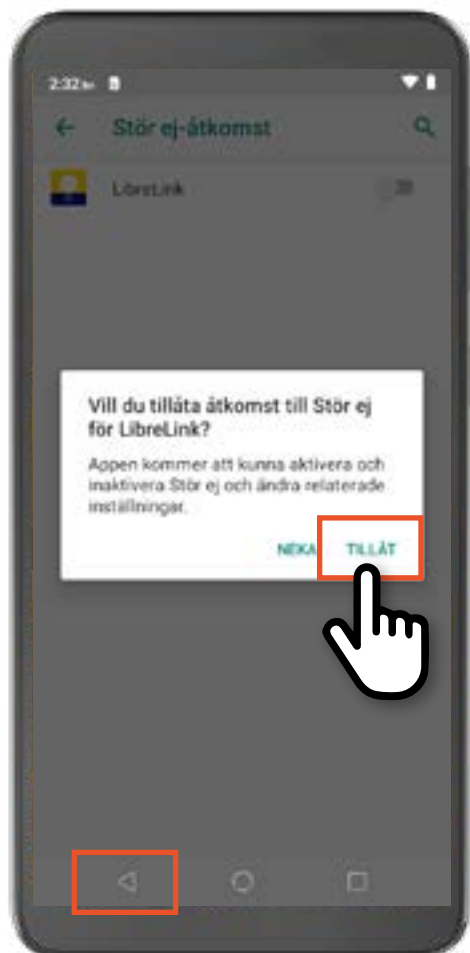 2:32
Stör ej-åtkomst
LibreLink
Vill du tillåta åtkomst till Stör ej
för LibreLink?
Appen kommer att kunna aktivera och
inaktivera Stör ej och ändra relaterade
inställningar.
NEKA TILLÅT